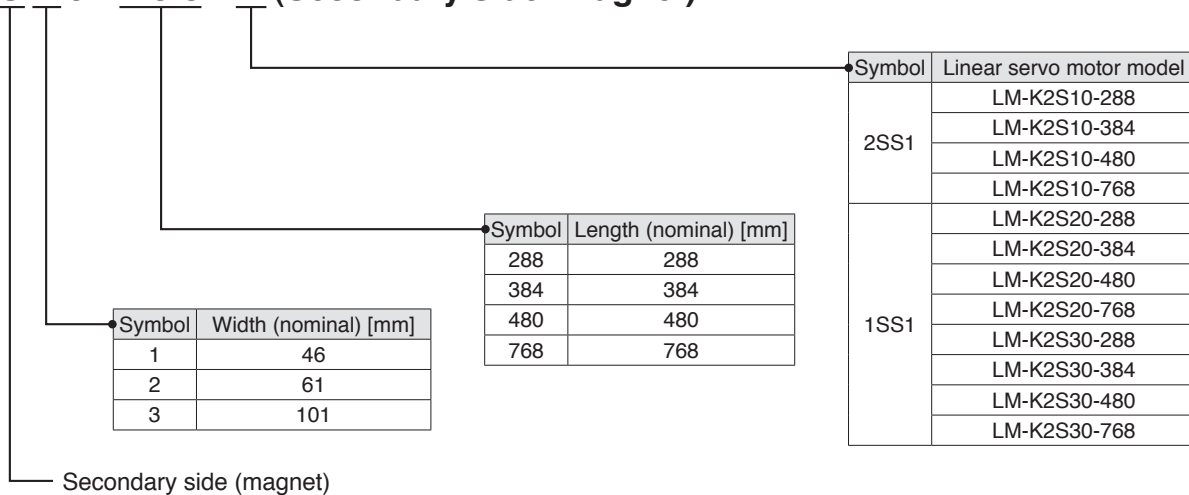 (Secondary Side: Magnet)
Symbol Linear servo motor model
2SS1 LM-K2S10-288
LM-K2S10-384
LM-K2S10-480
LM-K2S10-768
1SS1 LM-K2S20-288
LM-K2S20-384
LM-K2S20-480
LM-K2S20-768
LM-K2S30-288
LM-K2S30-384
LM-K2S30-480
LM-K2S30-768
Symbol Length (nominal) [mm]
288 288
384 384
480 480
768 768
Symbol Width (nominal) [mm]
1 46
2 61
3 101
Secondary side (magnet)